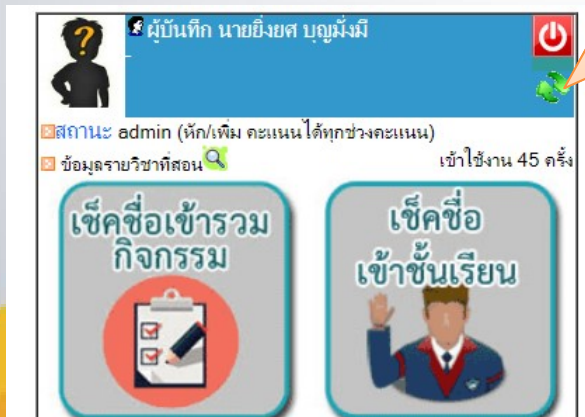 ผู้บันทึก นายยิ่งยศ บุญมั่งมี
สถานะ admin (หัก/เพิ่ม คะแนนได้ทุกช่วงคะแนน)
ข้อมูลรายวิชาที่สอน
เข้าใช้งาน 45 ครั้ง
เช็คชื่อเข้ารวม
กิจกรรม
เช็คชื่อ
เข้าชั้นเรียน